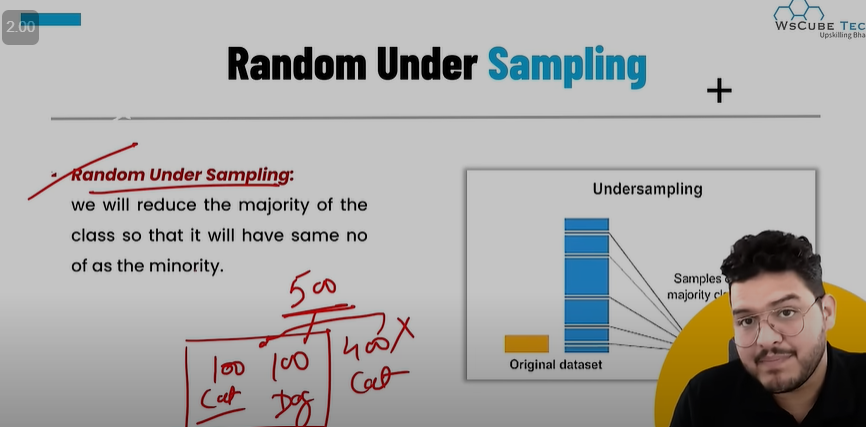 2.00
WSCUBE TEC
Upskilling Bha
Random Under Sampling
Random Under Sampling:
we will reduce the majority of the
class so that it will have same no
of as the minority.
Undersampling
Samples
majority cl
Original dataset
500
100 100 400 X
Cat Dog Cat